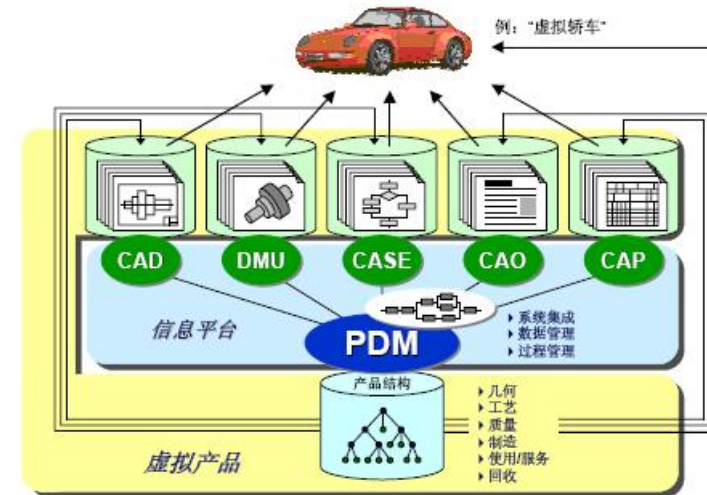 例：“虚拟轿车”
CAD
DMU
CASE
CAO
CAP
信息平台
PDM
系统集成
数据管理
过程管理
产品结构
几何
工艺
质量
制造
使用/服务
回收
虚拟产品